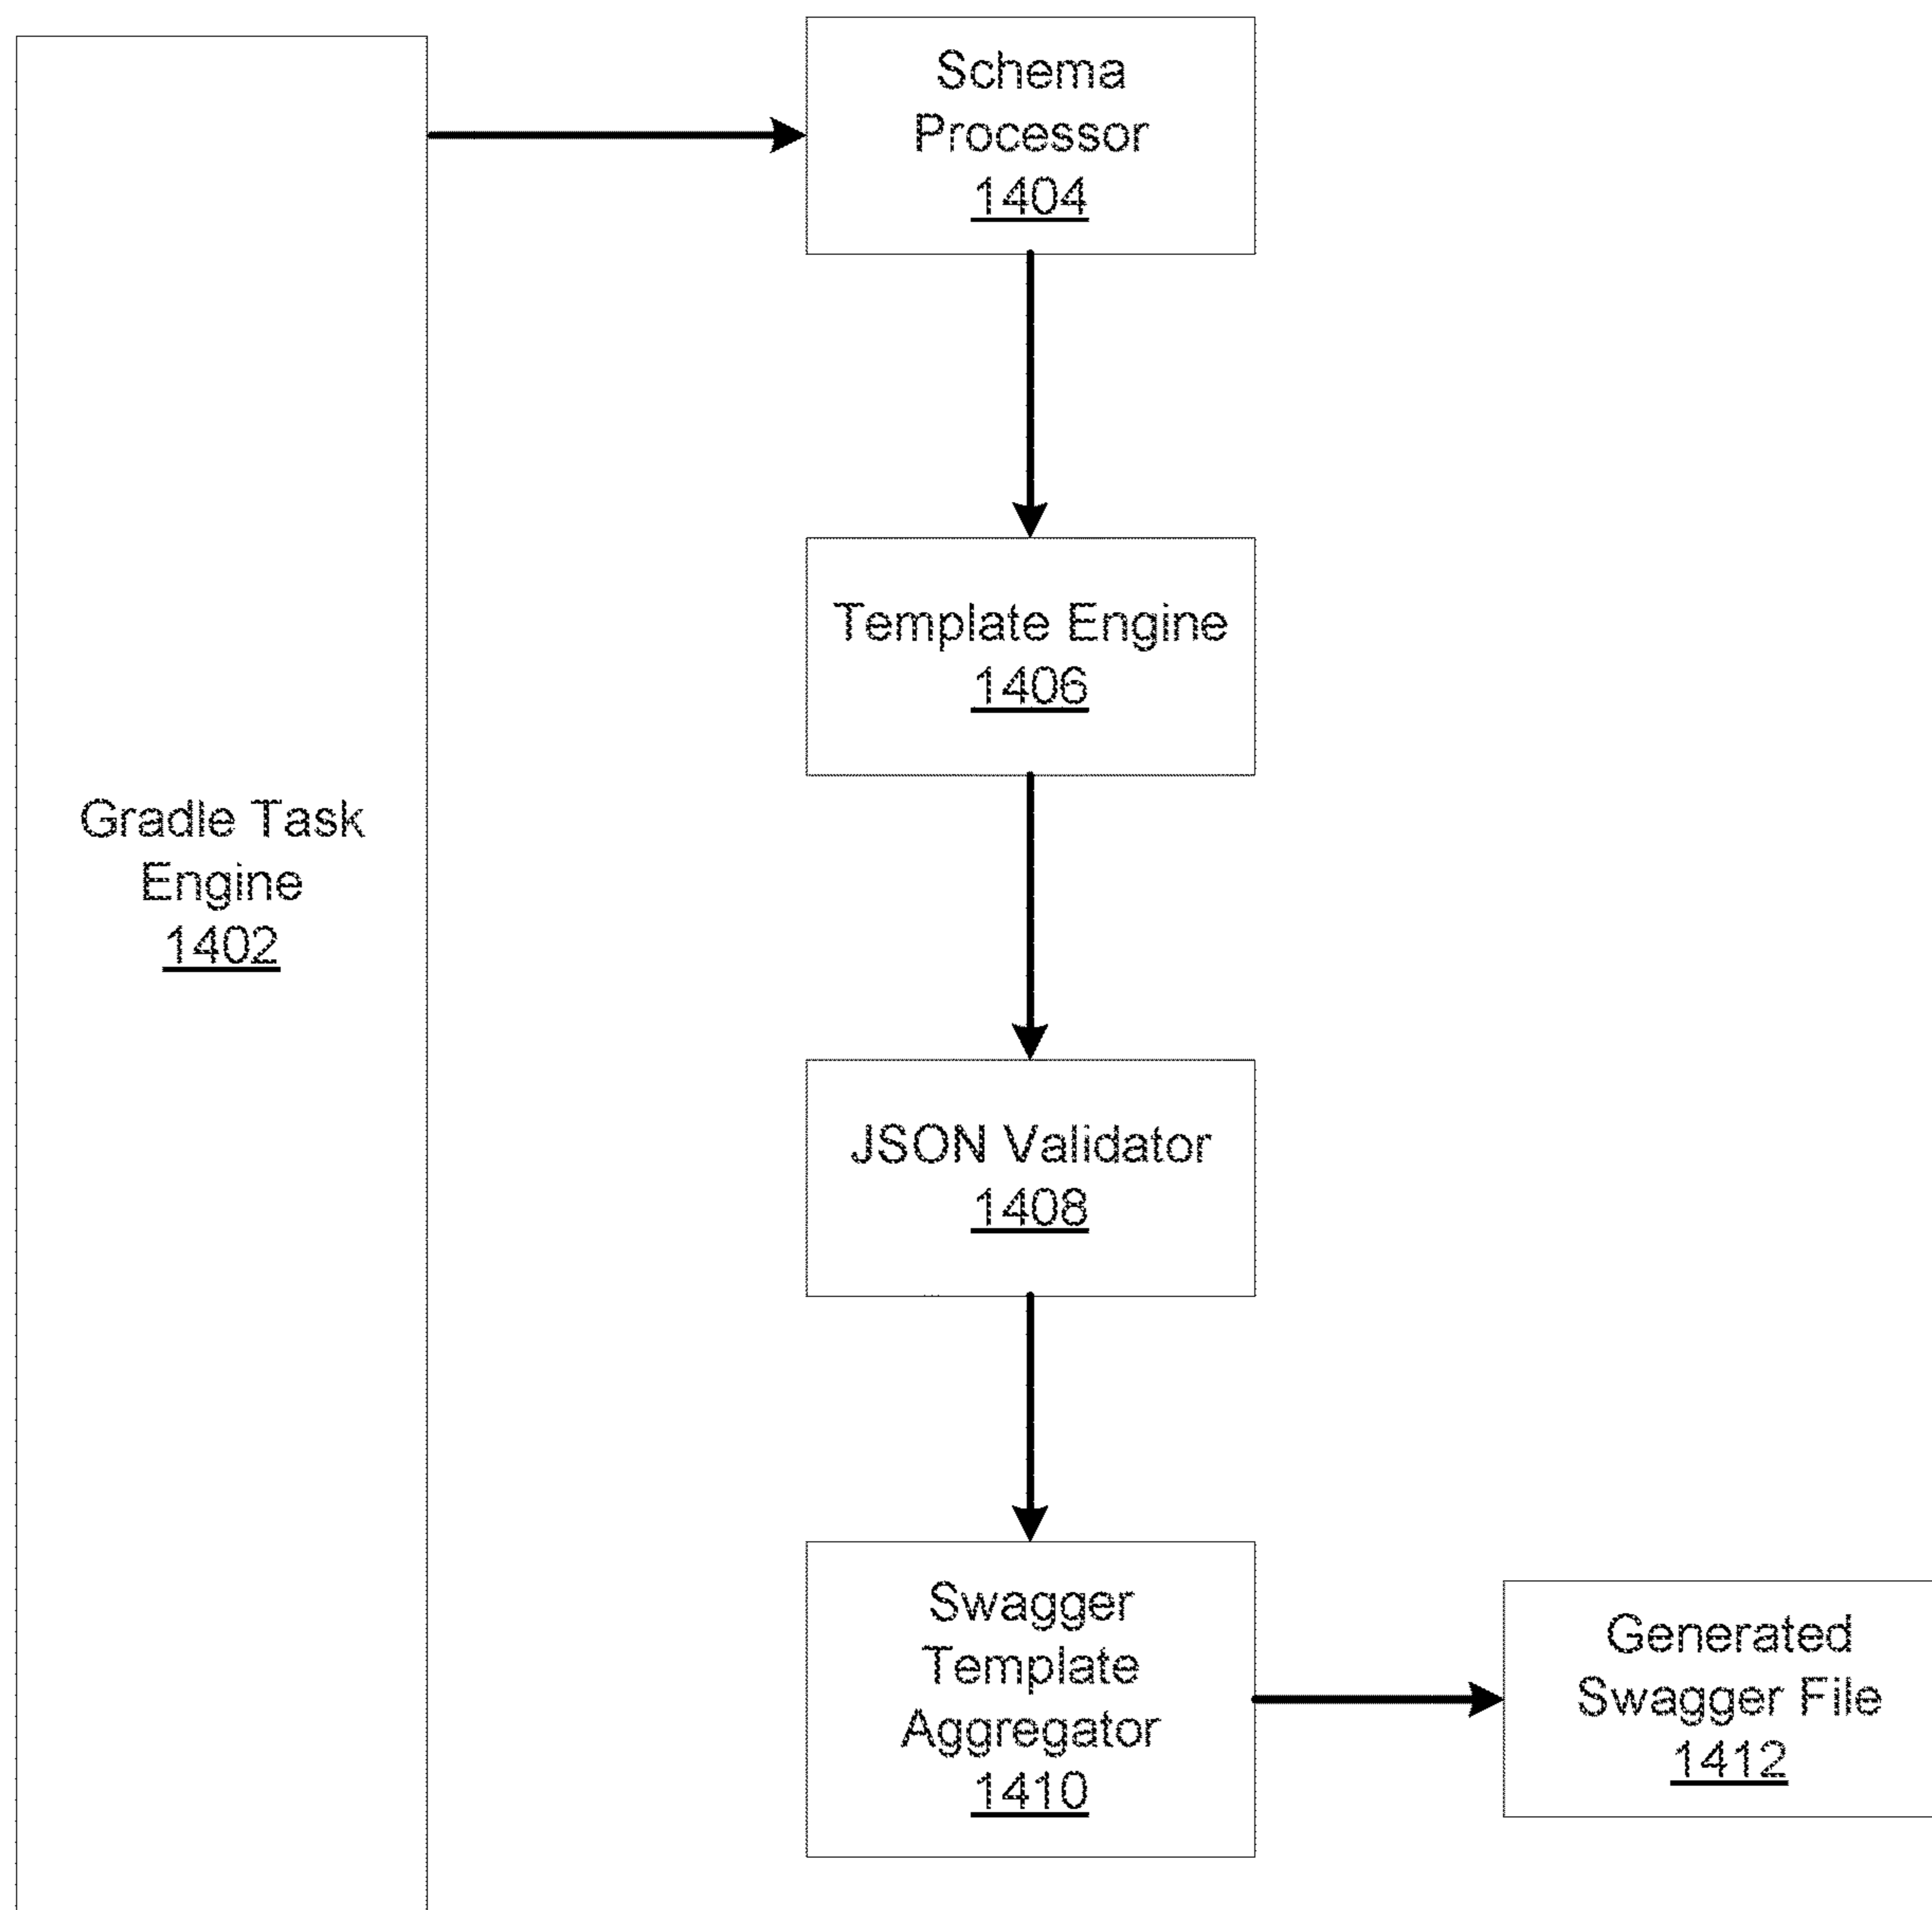 Gradle Task
Engine
1402
Schema
Processor
1404
Template Engine
1406
JSON Validator
1408
Swagger
Template
Aggregator
1410
Generated
Swagger File
1412